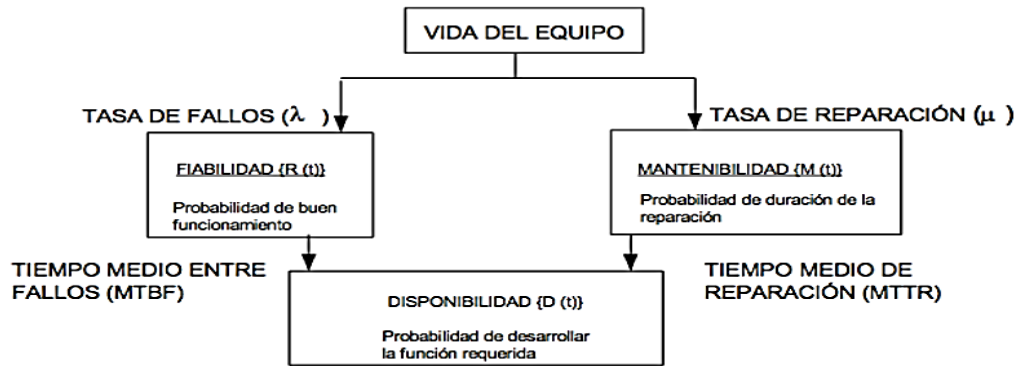 VIDA DEL EQUIPO
TASA DE FALLOS (λ )
TASA DE REPARACIÓN (μ )
FIABILIDAD {R (t)}
Probabilidad de buen
funcionamiento
MANTENIBILIDAD {M (t)}
Probabilidad de duración de la
reparación
TIEMPO MEDIO ENTRE
FALLOS (MTBF)
TIEMPO MEDIO DE
REPARACIÓN (MTTR)
DISPONIBILIDAD {D (t)}
Probabilidad de desarrollar
la función requerida